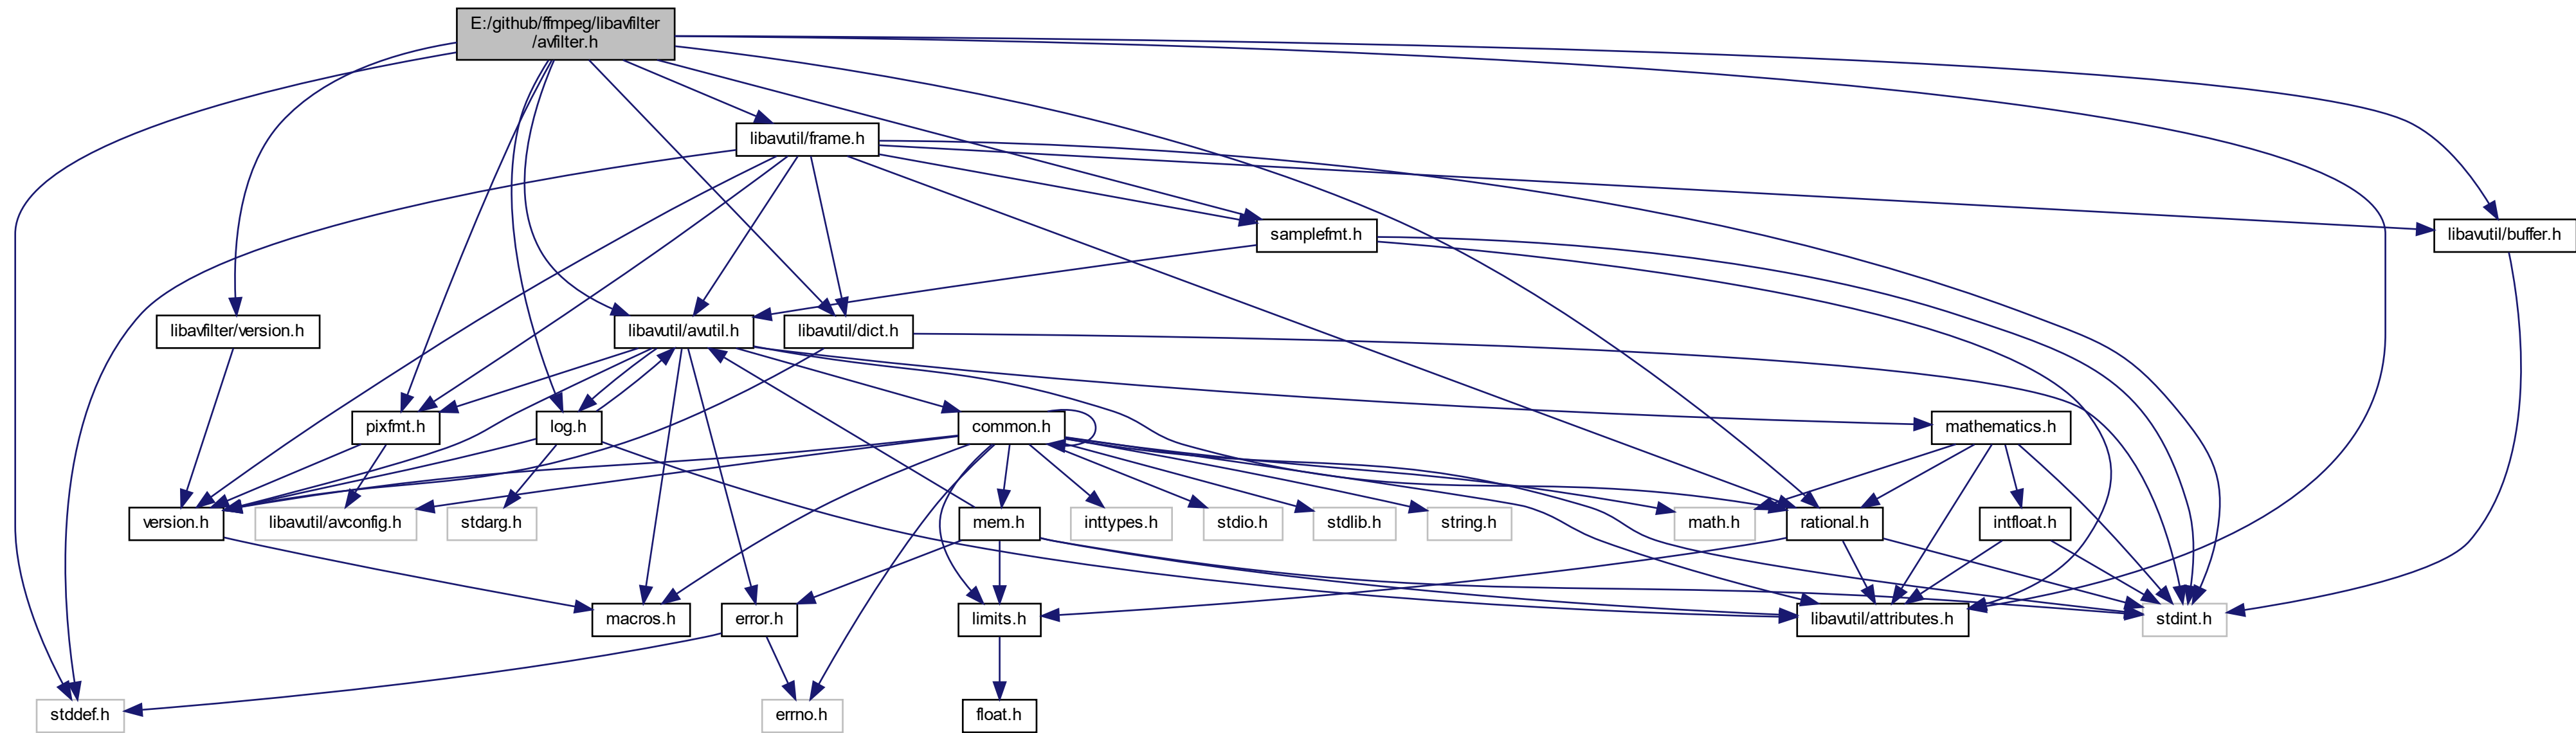 E:/github/ffmpeg/libavfilter
/avfilter.h
libavutil/frame.h
samplefmt.h
libavutil/buffer.h
libavfilter/version.h
libavutil/avutil.h
libavutil/dict.h
pixfmt.h
log.h
common.h
mathematics.h
version.h
libavutil/avconfig.h
stdarg.h
mem.h
inttypes.h
stdio.h
stdlib.h
string.h
math.h
rational.h
intfloat.h
macros.h
error.h
limits.h
libavutil/attributes.h
stdint.h
stddef.h
errno.h
float.h